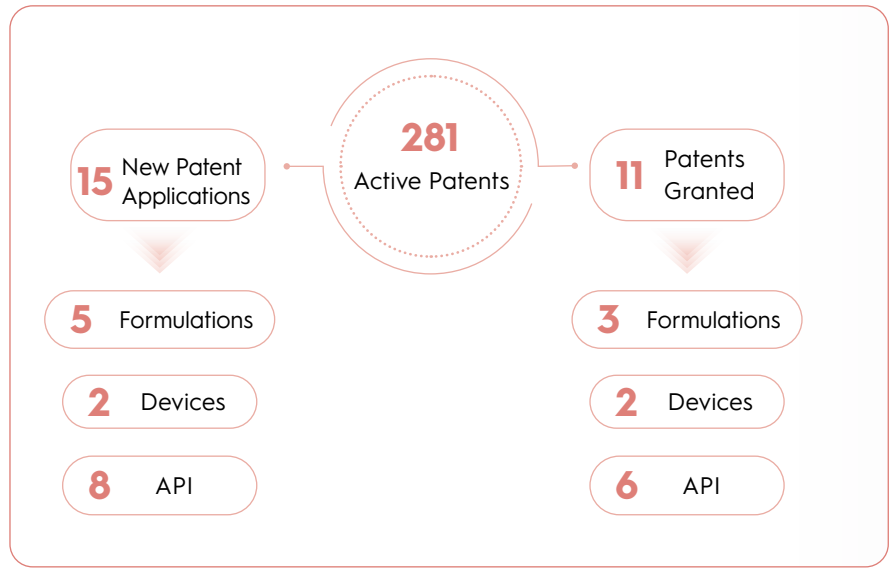 281
Active Patents
15 New Patent
Applications
11 Patents
Granted
5 Formulations
2 Devices
8 API
3 Formulations
2 Devices
6 API